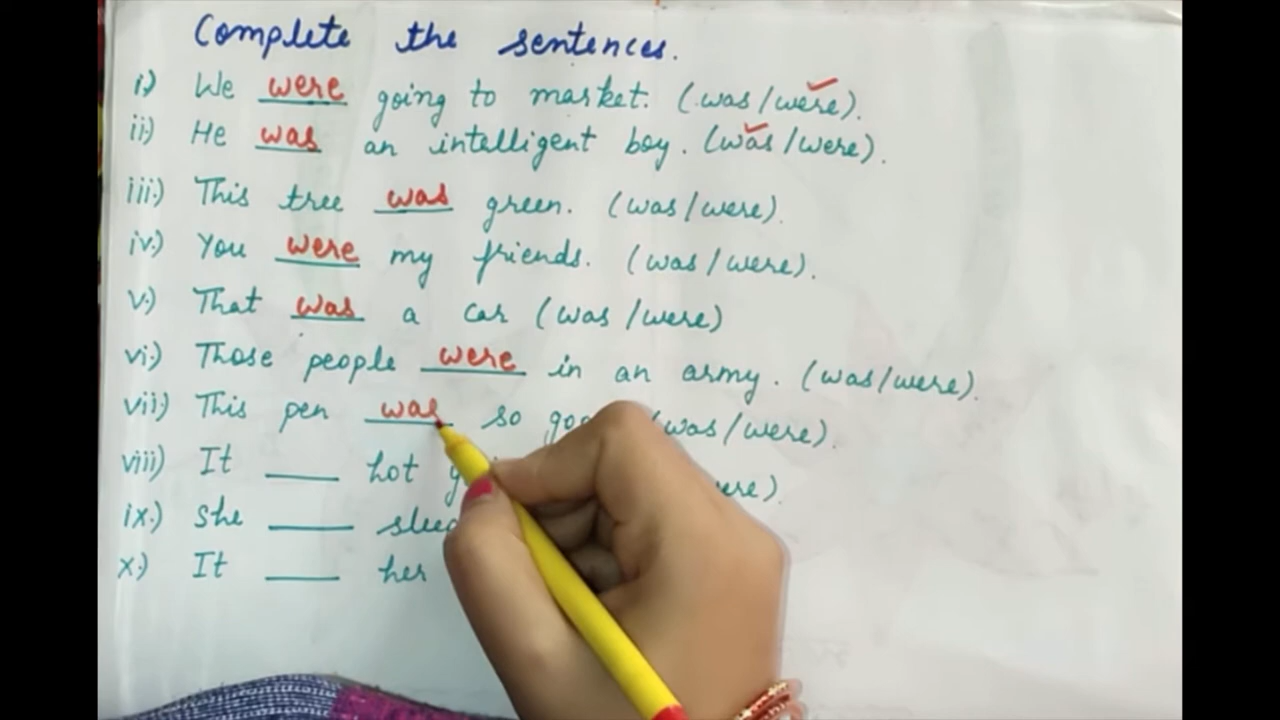 Complete the sentences.
i.) We were going to market. (was/were).
ii.) He was an intelligent boy. (was/were).
iii.) This tree was green. (was/were).
iv.) You were my friends. (was/were).
v.) That was a car (was/were)
vi.) Those people were in an army. (was/were).
vii.) This pen was so (was/were).
viii) It ____ hot
ix.) She ____
x.) It ____ her